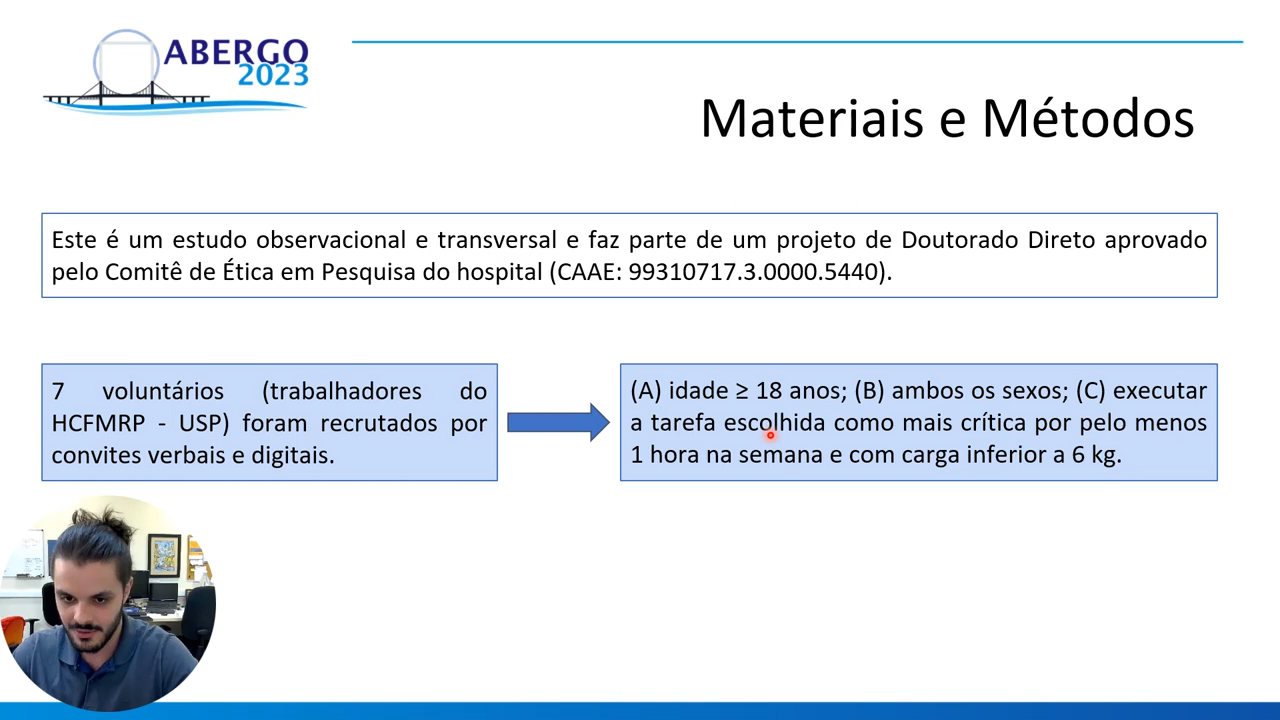 ABERGO
2023
Materiais e Métodos
Este é um estudo observacional e transversal e faz parte de um projeto de Doutorado Direto aprovado
pelo Comitê de Ética em Pesquisa do hospital (CAAE: 99310717.3.0000.5440).
7 voluntários (trabalhadores do
HCFMRP - USP) foram recrutados por
convites verbais e digitais.
(A) idade ≥ 18 anos; (B) ambos os sexos; (C) executar
a tarefa escolhida como mais crítica por pelo menos
1 hora na semana e com carga inferior a 6 kg.